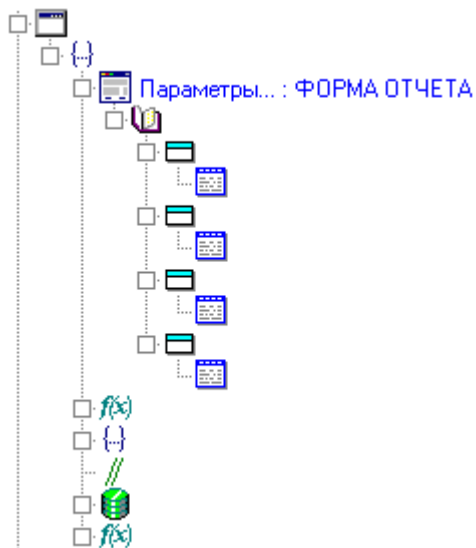 {..}
Параметры... : ФОРМА ОТЧЕТА
f(x)
{..}
//
f(x)